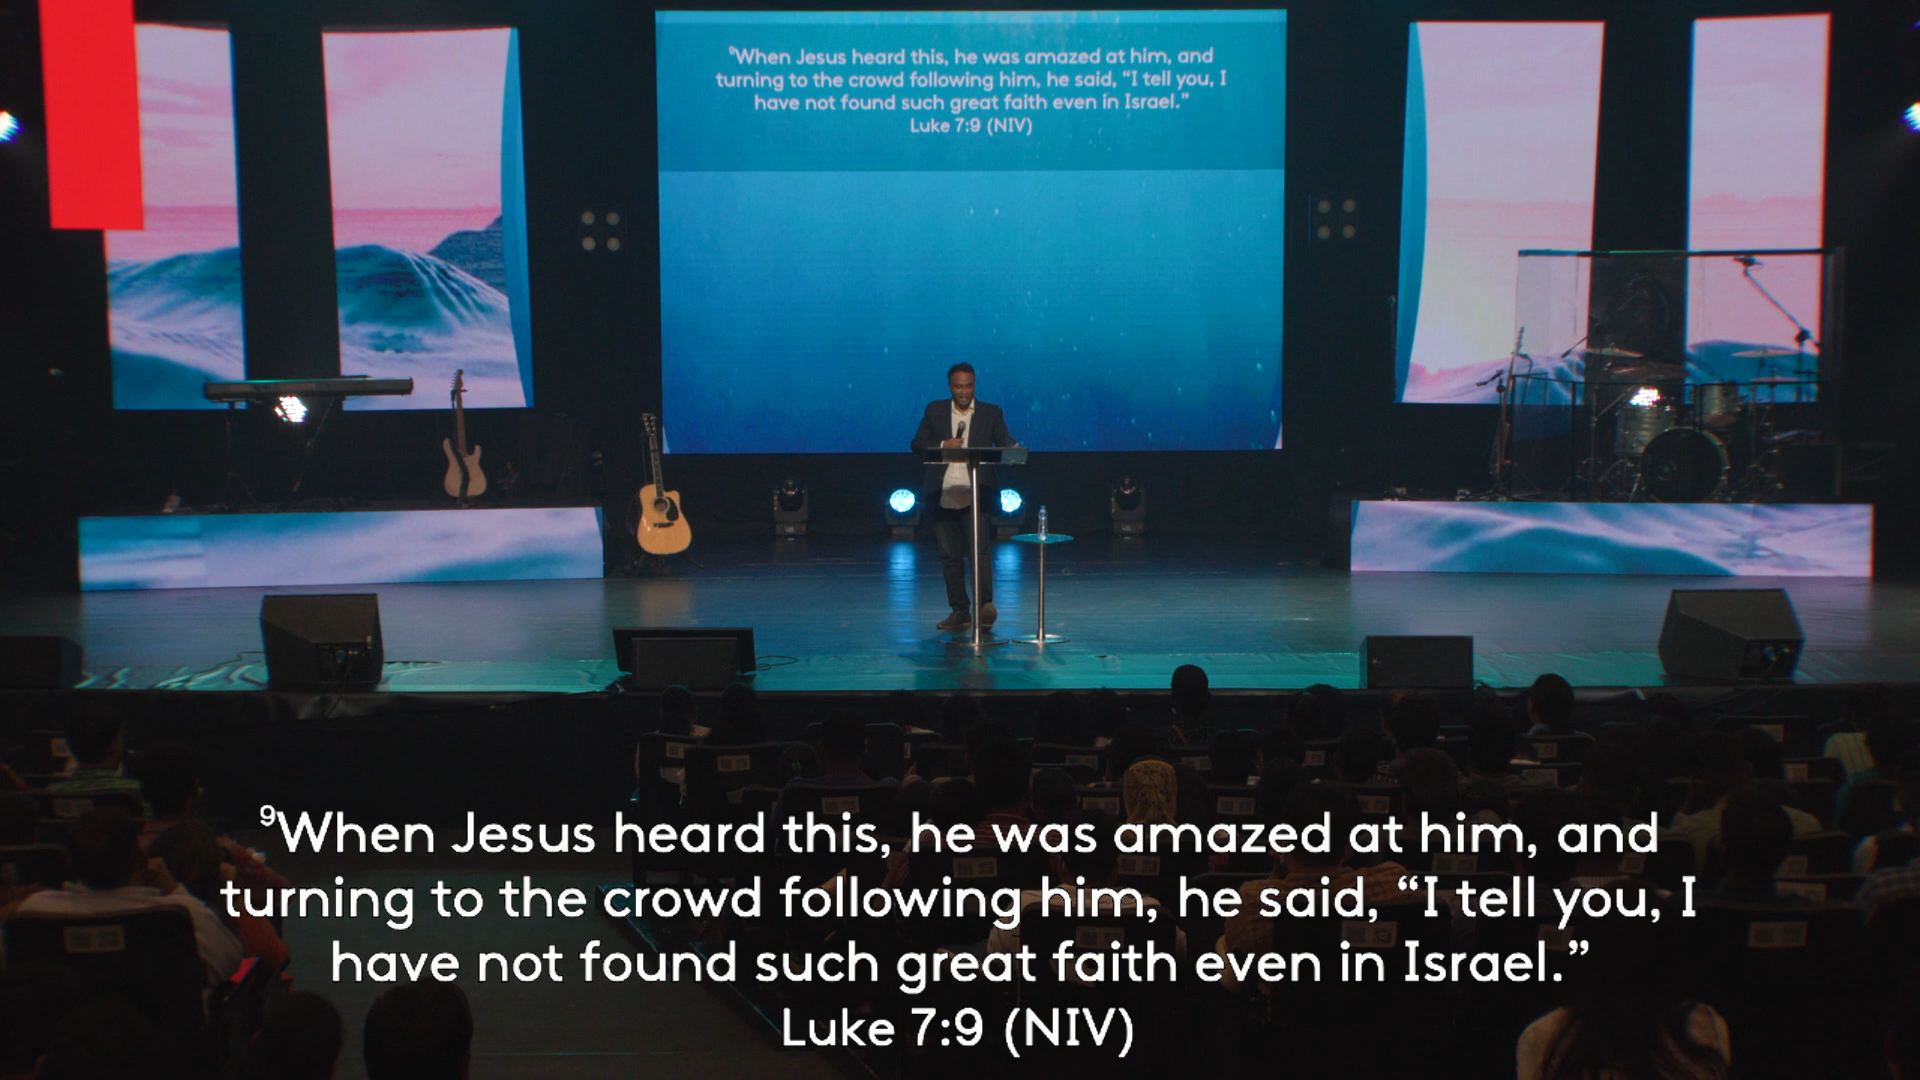 ⁹When Jesus heard this, he was amazed at him, and
turning to the crowd following him, he said, “I tell you, I
have not found such great faith even in Israel.”
Luke 7:9 (NIV)
⁹When Jesus heard this, he was amazed at him, and
turning to the crowd following him, he said, “I tell you, I
have not found such great faith even in Israel.”
Luke 7:9 (NIV)